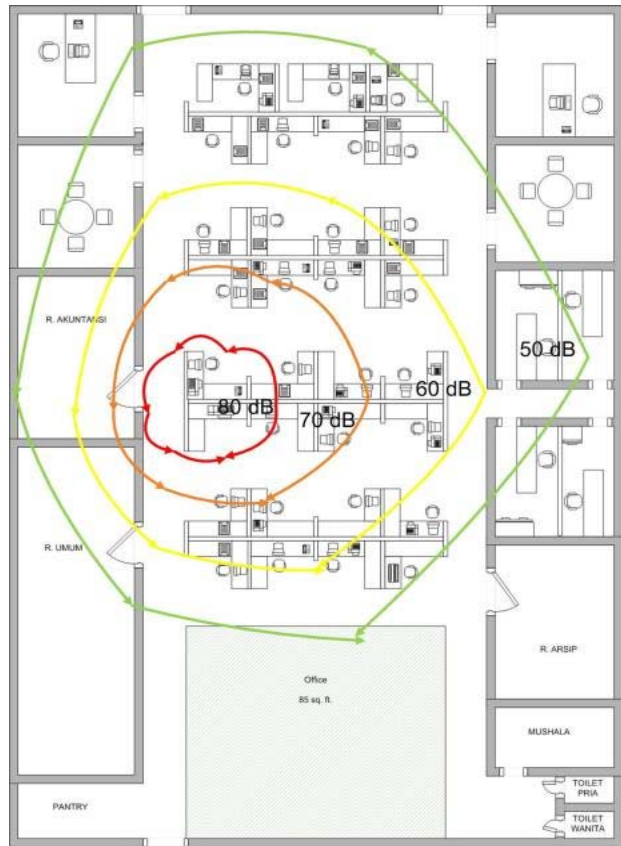 R. AKUNTANSI
50 dB
60 dB
80 dB
70 dB
R. UMUM
R. ARSIP
Office
85 sq. ft.
MUSHALA
PANTRY
TOILET
PRIA
TOILET
WANITA